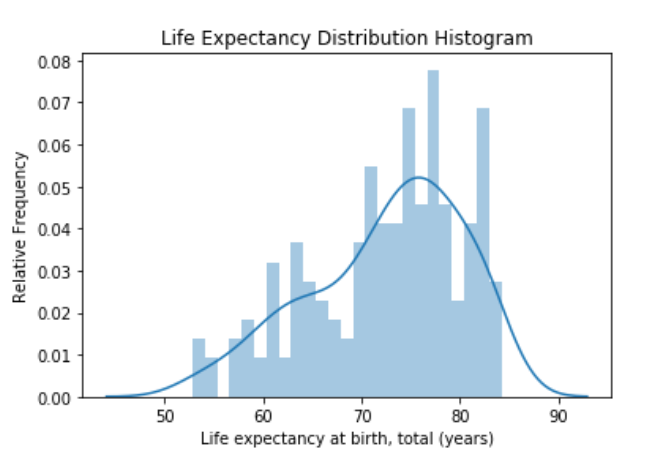 Life Expectancy Distribution Histogram
0.08
0.07
0.06
0.05
0.04
0.03
0.02
0.01
0.00
Relative Frequency
50 60 70 80 90
Life expectancy at birth, total (years)